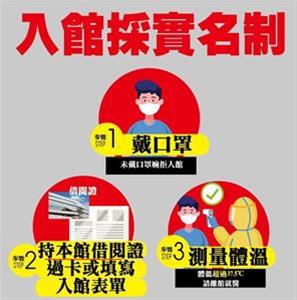 入館採實名制
步驟
STEP
1
戴口罩
未戴口罩婉拒入館
借閱證
步驟
STEP
2
持本館借閱證
過卡或填寫
入館表單
步驟
STEP
3
測量體溫
體溫超過37.5°C
請離館就醫